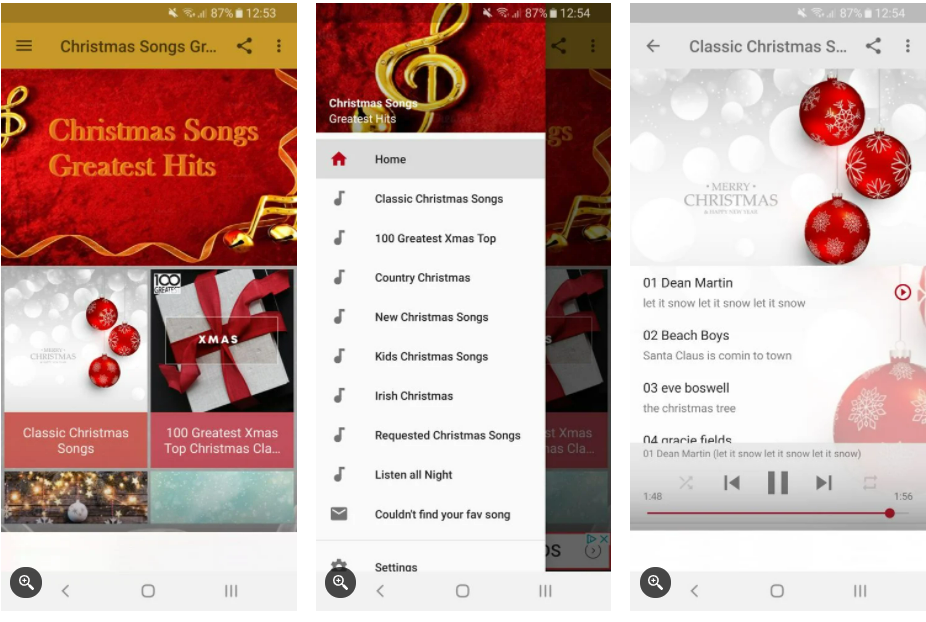 87% 12:53
Christmas Songs Gr...
Christmas Songs
Greatest Hits
MERRY
CHRISTMAS
100
GREATEST
XMAS
Classic Christmas
Songs
100 Greatest Xmas
Top Christmas Cla...
87% 12:54
Christmas Songs
Greatest Hits
gs
Home
Classic Christmas Songs
100 Greatest Xmas Top
Country Christmas
New Christmas Songs
Kids Christmas Songs
Irish Christmas
Requested Christmas Songs
st Xmas
as Cla...
Listen all Night
Couldn't find your fav song
Settings
87% 12:54
Classic Christmas S...
• MERRY •
CHRISTMAS
& HAPPY NEW YEAR
01 Dean Martin
let it snow let it snow let it snow
02 Beach Boys
Santa Claus is comin to town
03 eve boswell
the christmas tree
04 gracie fields
01 Dean Martin (let it snow let it snow let it snow)
1:48
1:56